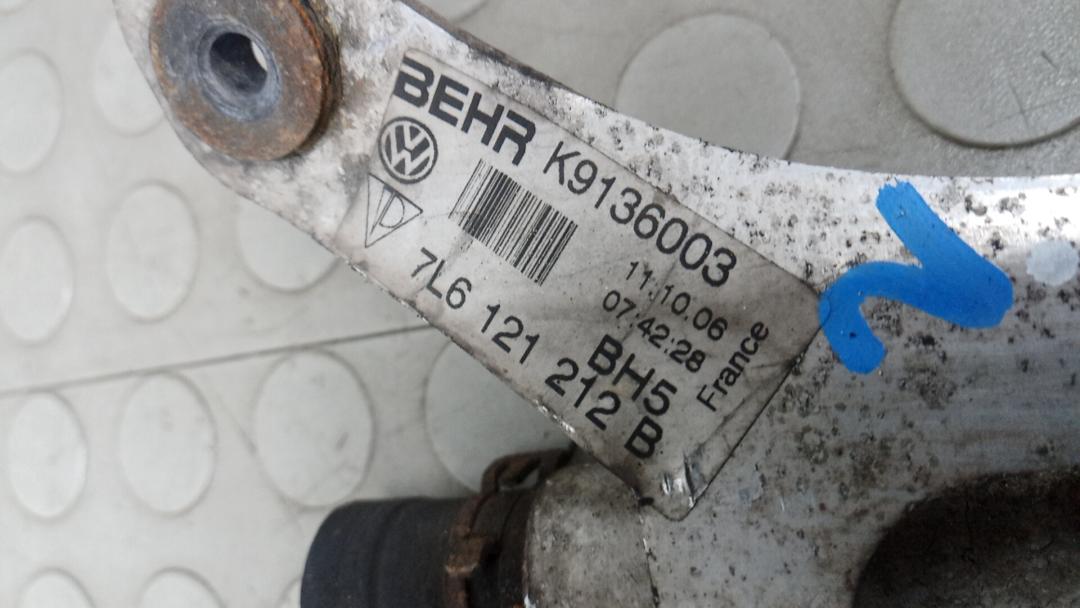 BEHR K9136003
11.10.06
07:42:28
BH5
France
7L6 121 212 B